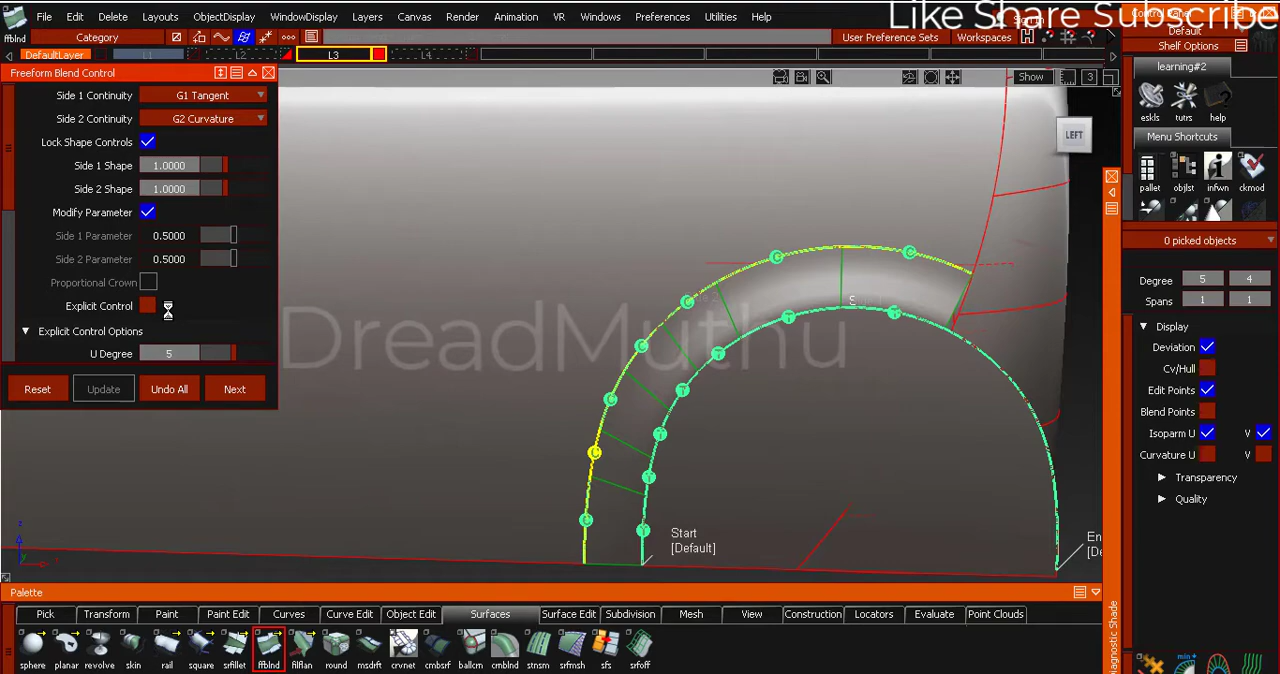 File Edit Delete Layouts ObjectDisplay WindowDisplay Layers Canvas Render Animation VR Windows Preferences Utilities Help
Like Share Subscribe
ffblnd Category User Preference Sets Workspaces
Default
DefaultLayer L1 L2 L3 L4
Shelf Options
Freeform Blend Control
Show 3
learning#2
Side 1 Continuity G1 Tangent
Side 2 Continuity G2 Curvature
eskls tutrs help
Lock Shape Controls
LEFT
Menu Shortcuts
Side 1 Shape 1.0000
Side 2 Shape 1.0000
pallet objlst infwn ckmod
Modify Parameter
Side 1 Parameter 0.5000
0 picked objects
Side 2 Parameter 0.5000
Proportional Crown
Degree 5 4
Spans 1 1
Explicit Control
Explicit Control Options
U Degree 5
Reset Update Undo All Next
DreadMuthu
Display
Deviation
Cv/Hull
Edit Points
Blend Points
Isoparm U V
Curvature U V
Transparency
Quality
C C C C C C C
T T T T T T
Start
[Default]
En
[De
z
Diagnostic Shade
Palette
Pick Transform Paint Paint Edit Curves Curve Edit Object Edit Surfaces Surface Edit Subdivision Mesh View Construction Locators Evaluate Point Clouds
sphere planar revolve skin rail square srfillet ffblnd filflan round msdrft crvnet cmbsrf ballcrn cmblnd stnsm srfmsh sfs srfoff